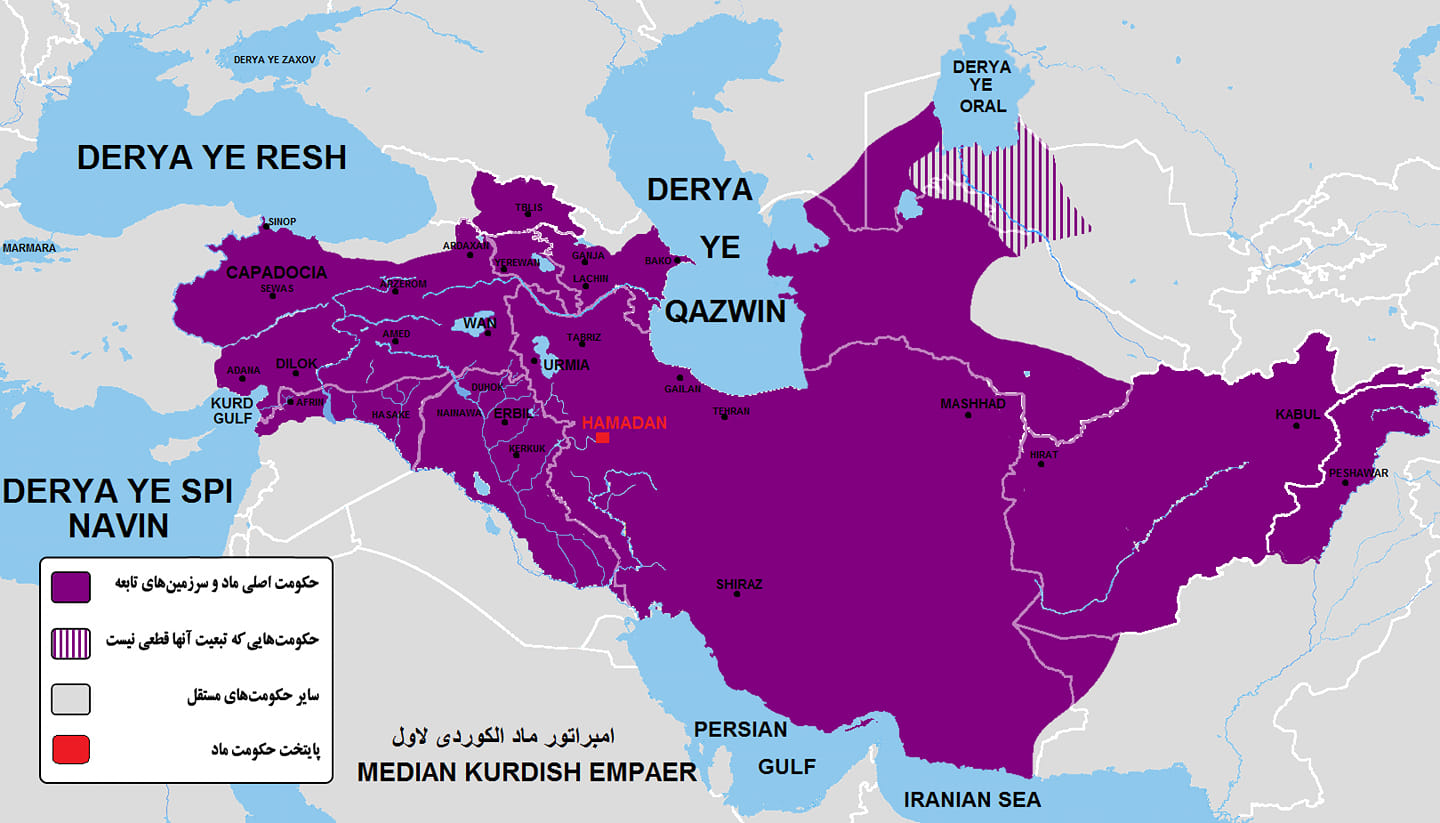 DERYA YE ZAXOV
DERYA
YE
ORAL
DERYA YE RESH
DERYA
YE
QAZWIN
TBLIS
SINOP
MARMARA
ARDAXAN
YEREWAN
GANJA
BAKO
LACHIN
CAPADOCIA
SEWAS
ARZEROM
WAN
AMED
TABRIZ
URMIA
ADANA
DILOK
GAILAN
DUHOK
KURD
GULF
AFRIN
HASAKE
NAINAWA
ERBIL
TEHRAN
MASHHAD
KABUL
HAMADAN
KERKUK
HIRAT
PESHAWAR
DERYA YE SPI
NAVIN
SHIRAZ
حکومت اصلی ماد و سرزمین‌های تابعه
حکومت‌هایی که تبعیت آنها قطعی نیست
سایر حکومت‌های مستقل
پایتخت حکومت ماد
امبراتور ماد الكوردى لاول
MEDIAN KURDISH EMPAER
PERSIAN
GULF
IRANIAN SEA